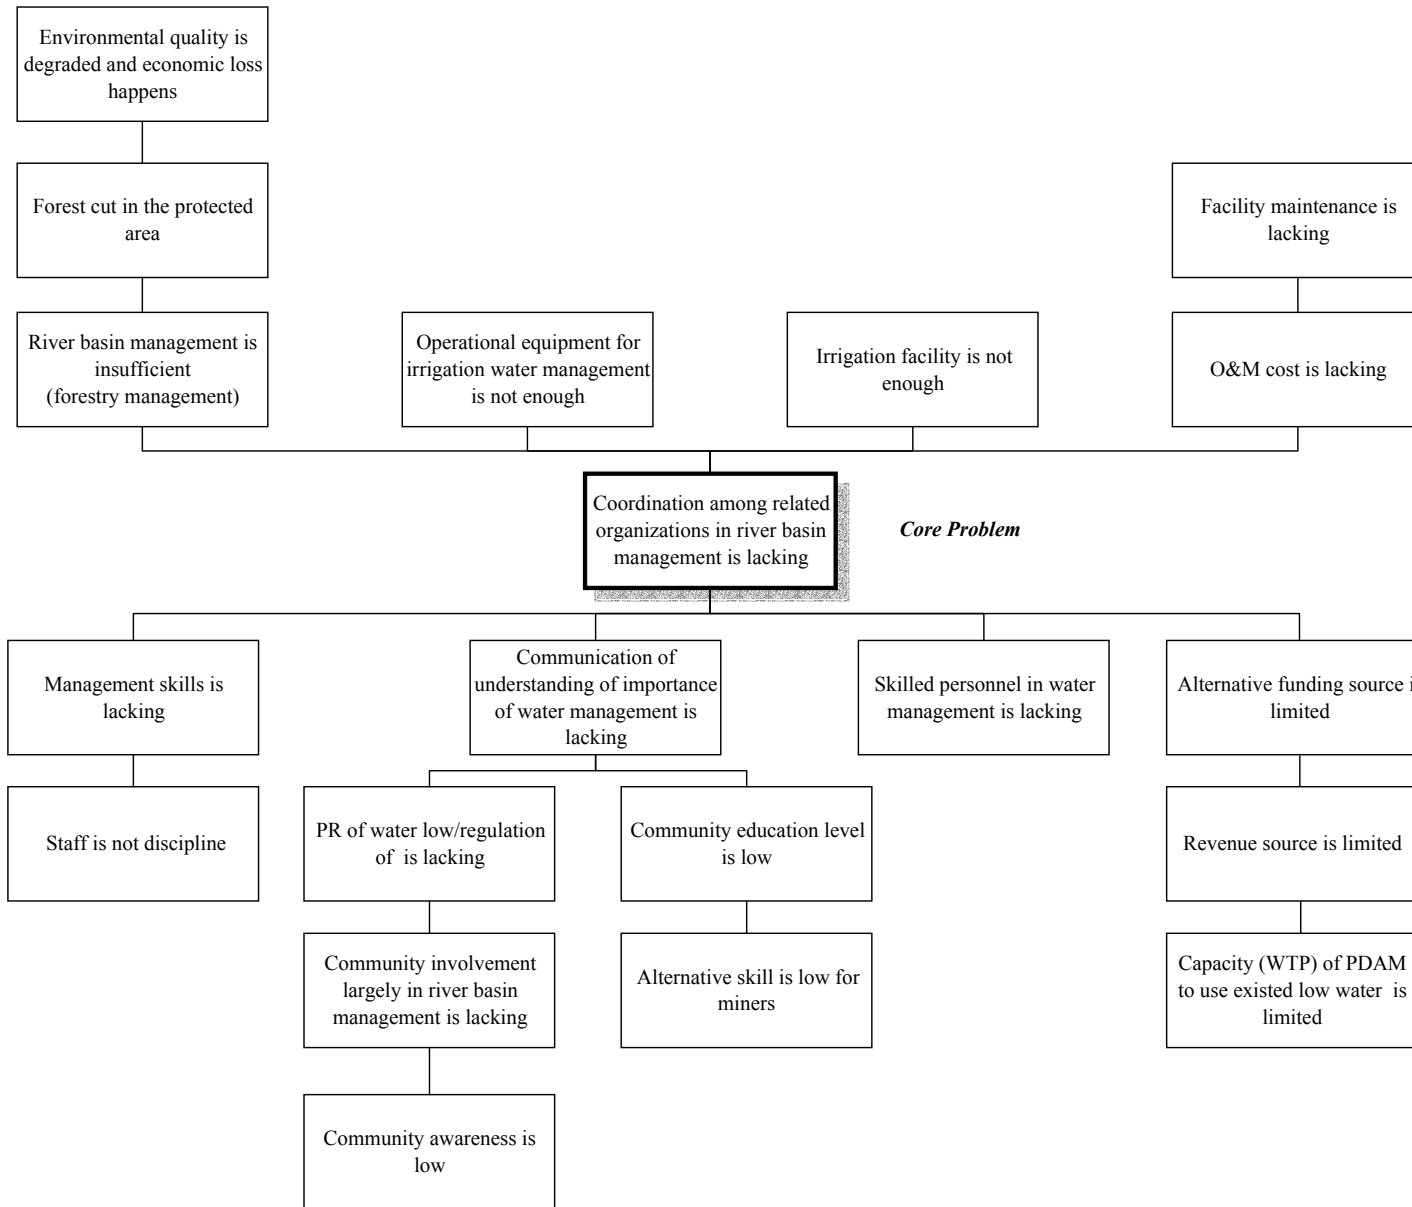 Environmental quality is
degraded and economic loss
happens
Forest cut in the protected
area
Facility maintenance is
lacking
River basin management is
insufficient
(forestry management)
Operational equipment for
irrigation water management
is not enough
Irrigation facility is not
enough
O&M cost is lacking
Coordination among related
organizations in river basin
management is lacking
Core Problem
Management skills is
lacking
Communication of
understanding of importance
of water management is
lacking
Skilled personnel in water
management is lacking
Alternative funding source i
limited
Staff is not discipline
PR of water low/regulation
of is lacking
Community education level
is low
Revenue source is limited
Community involvement
largely in river basin
management is lacking
Alternative skill is low for
miners
Capacity (WTP) of PDAM
to use existed low water is
limited
Community awareness is
low